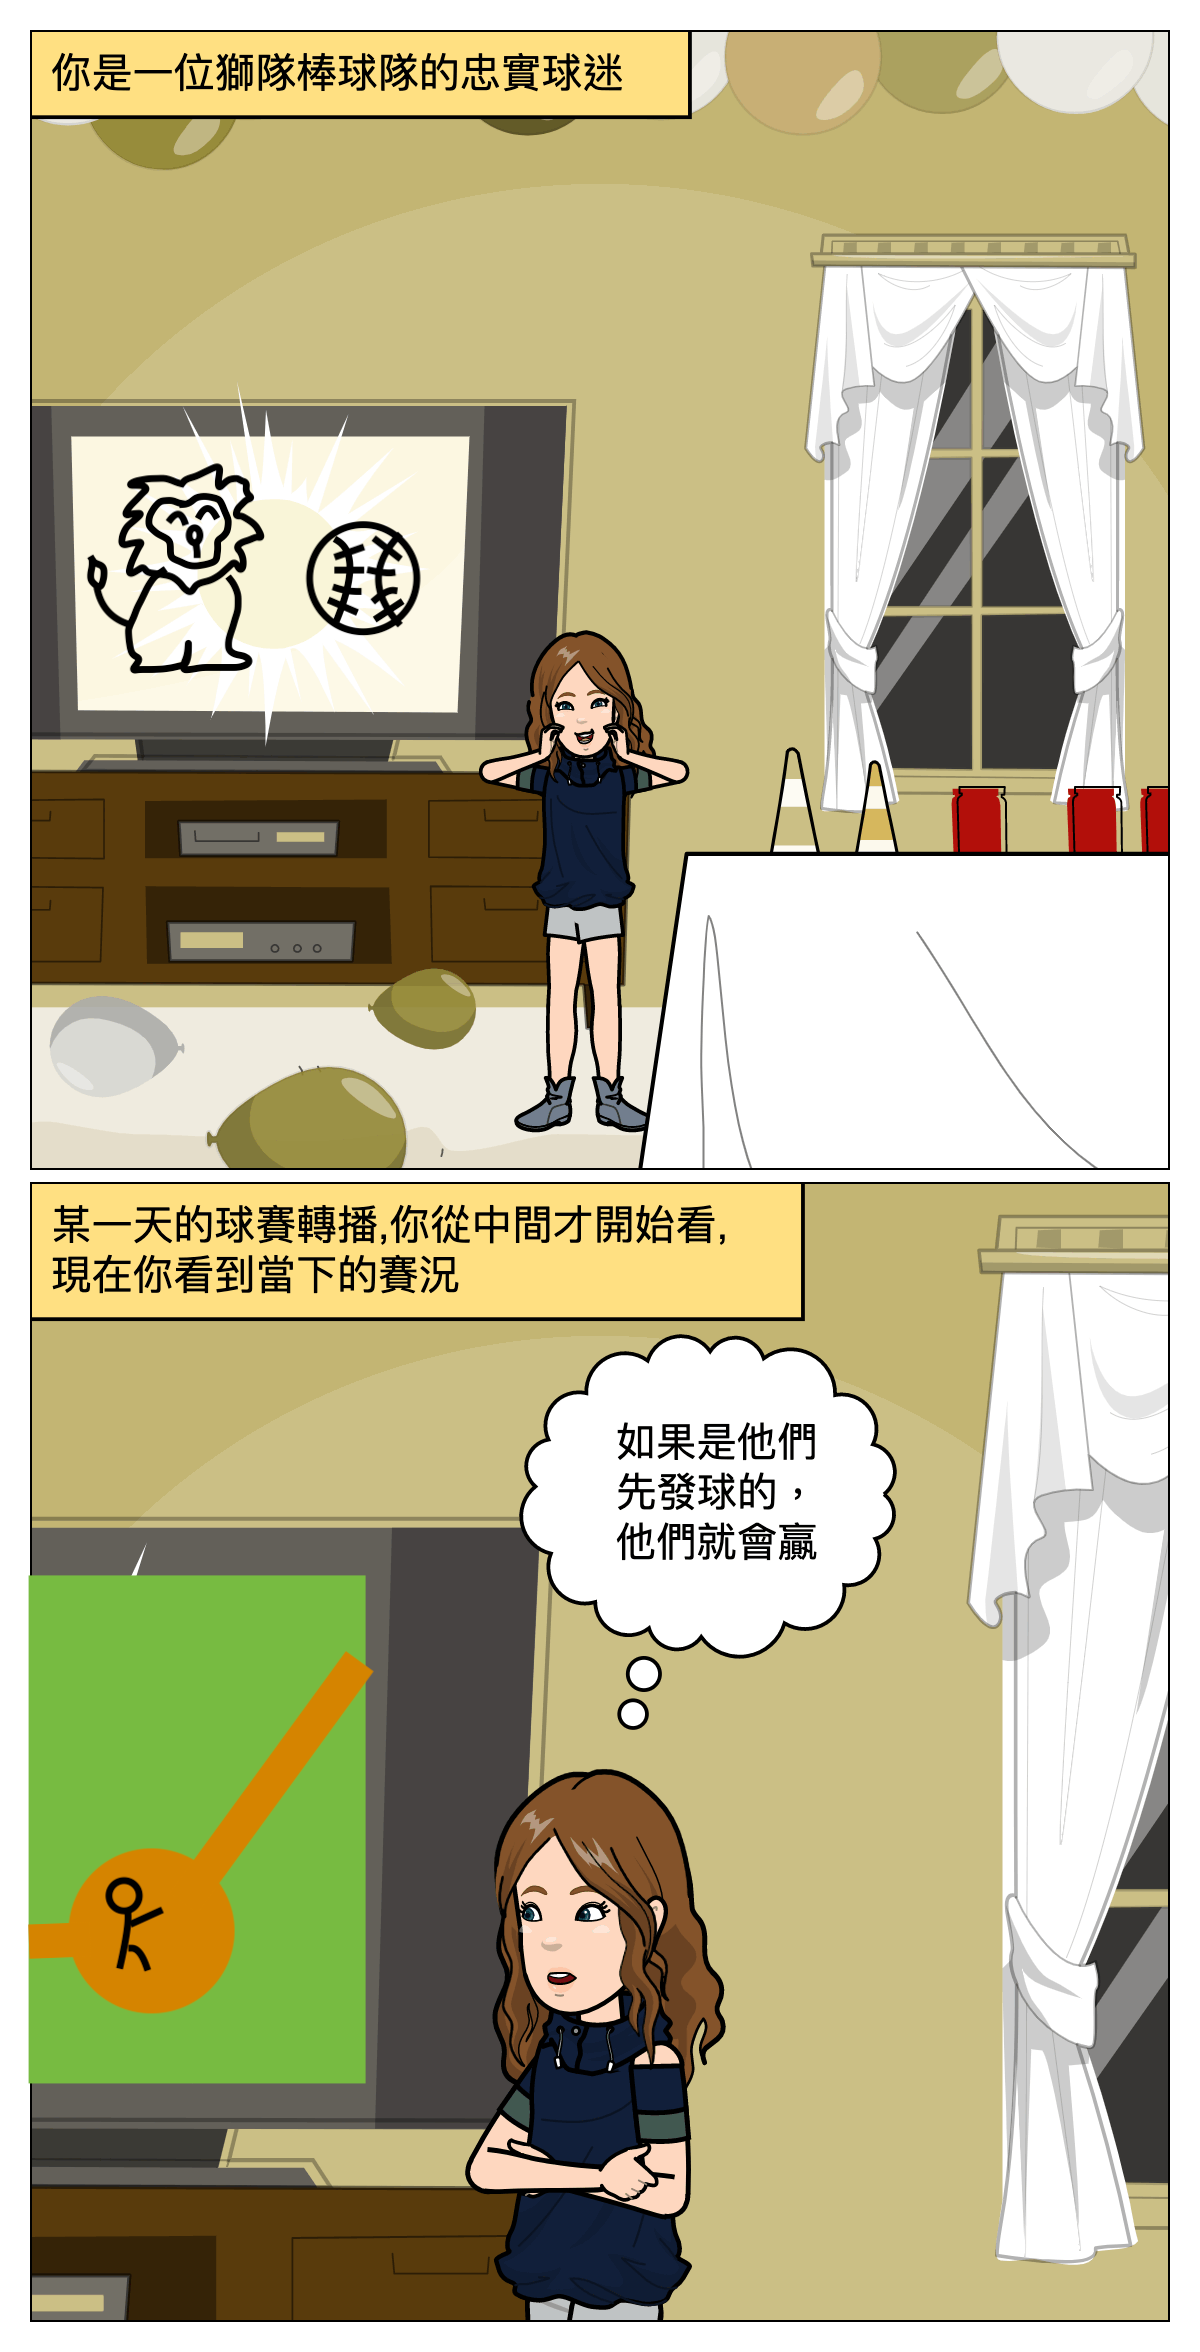 你是一位獅隊棒球隊的忠實球迷
某一天的球賽轉播,你從中間才開始看,
現在你看到當下的賽況
如果是他們
先發球的，
他們就會贏